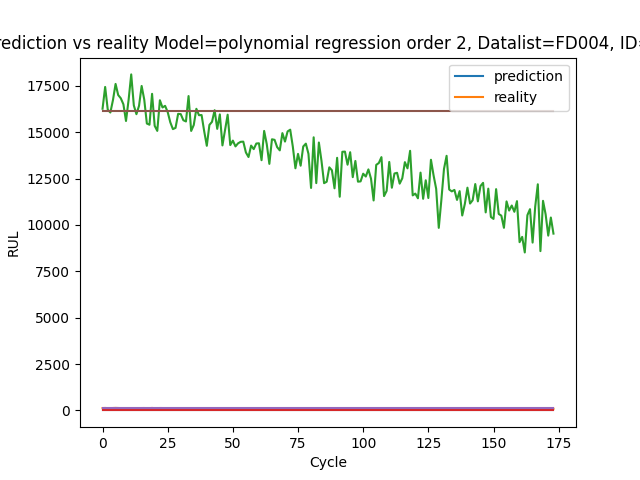 rediction vs reality Model=polynomial regression order 2, Datalist=FD004, ID=
17500
15000
12500
10000
7500
5000
2500
0
RUL
prediction
reality
0 25 50 75 100 125 150 175
Cycle